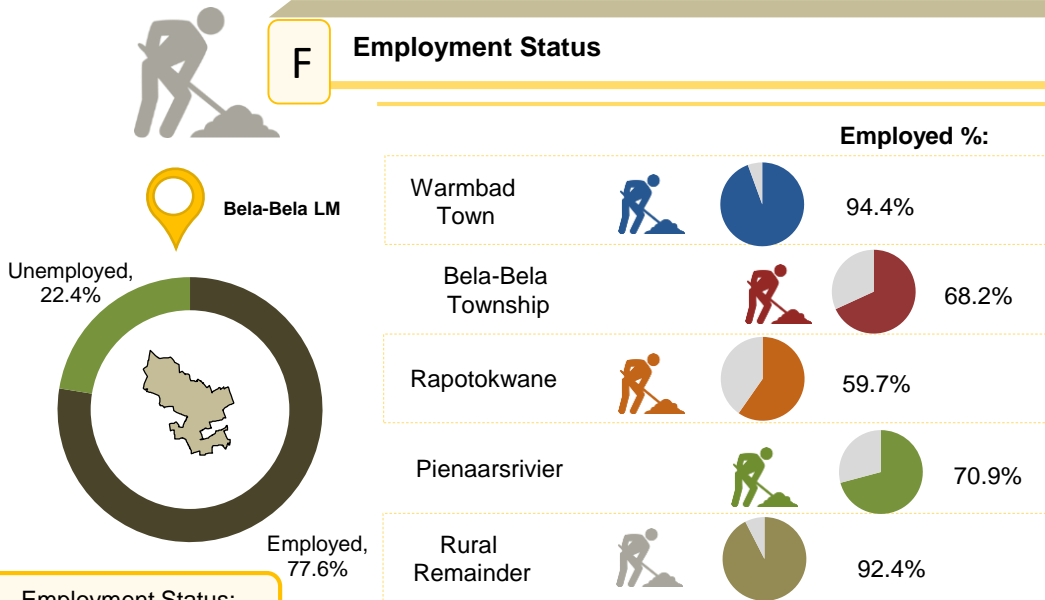 F
Employment Status
Employed %:
Bela-Bela LM
Unemployed,
22.4%
Employed,
77.6%
Warmbad
Town
94.4%
Bela-Bela
Township
68.2%
Rapotokwane
59.7%
Pienaarsrivier
70.9%
Rural
Remainder
92.4%
Employment Status: